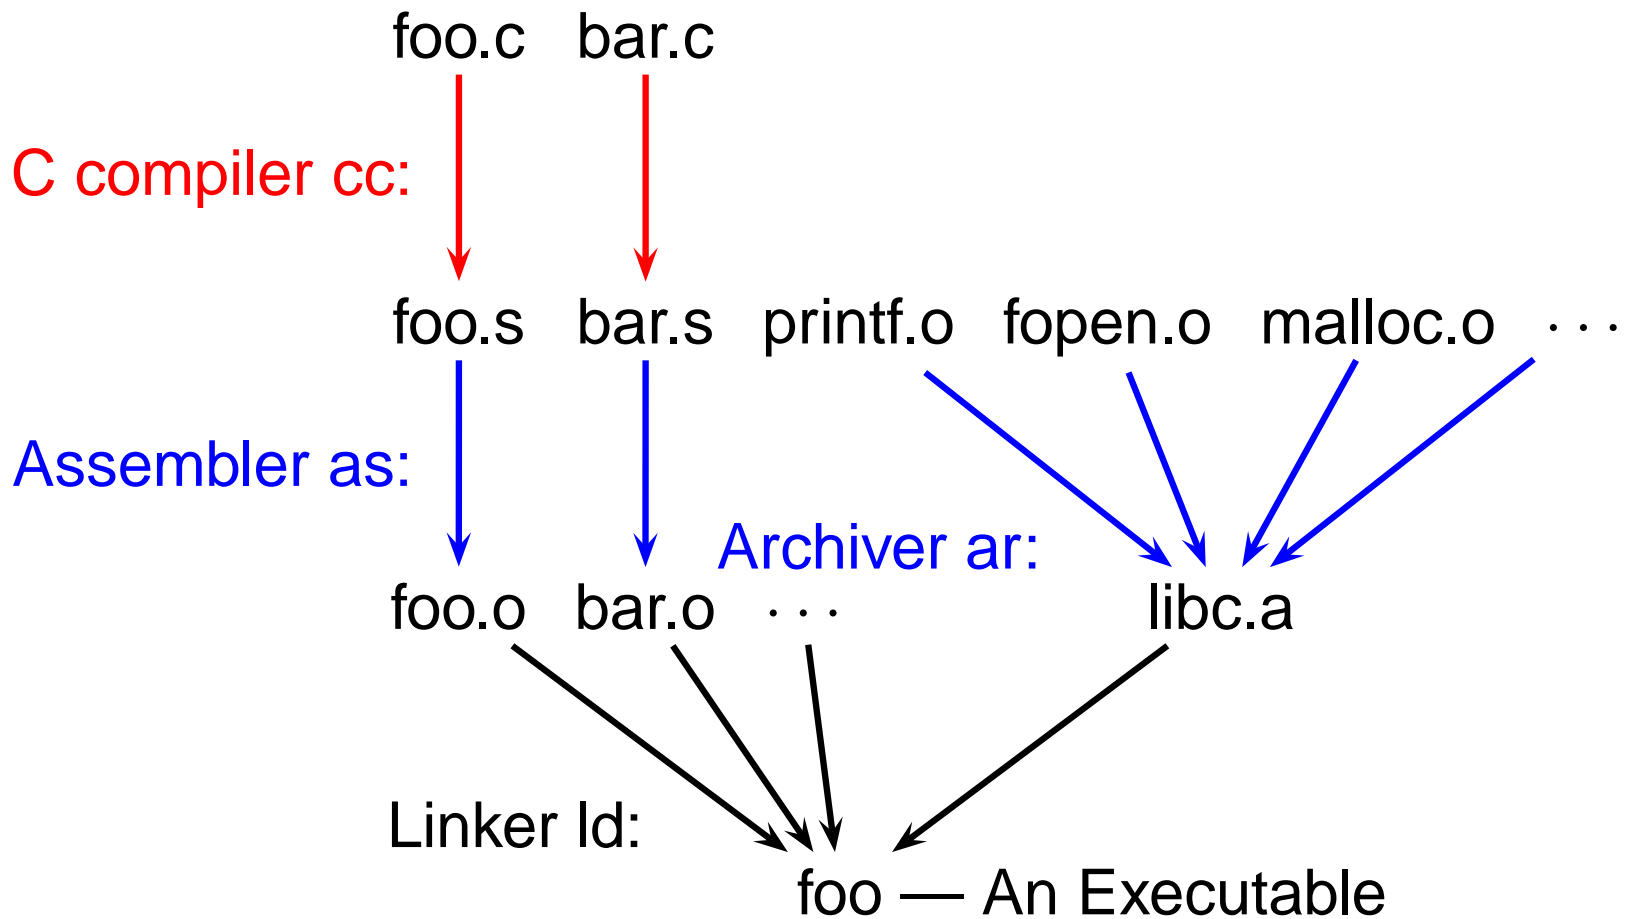 foo.c bar.c
C compiler cc:
foo.s bar.s printf.o fopen.o malloc.o · · ·
Assembler as:
Archiver ar:
foo.o bar.o · · · libc.a
Linker ld:
foo — An Executable